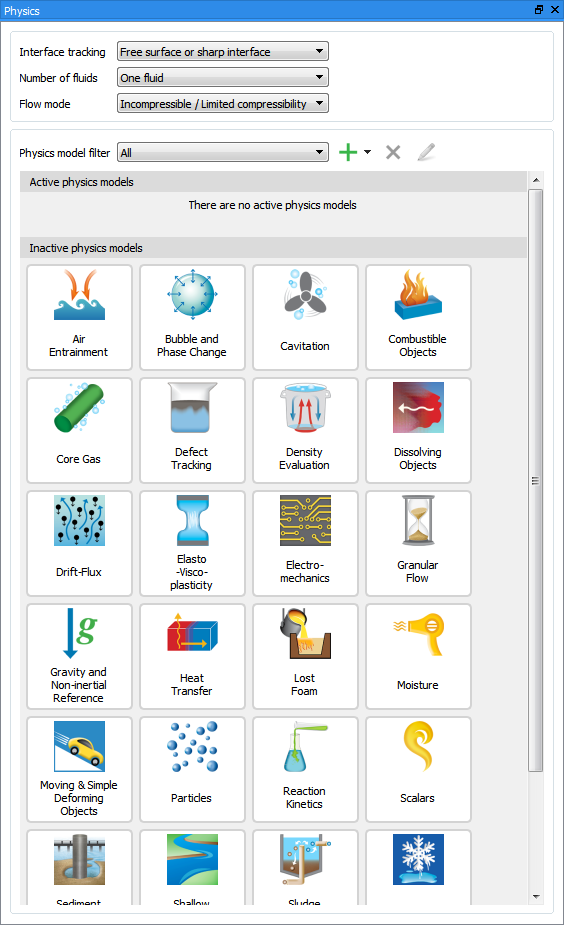 Physics
Interface tracking Free surface or sharp interface
Number of fluids One fluid
Flow mode Incompressible / Limited compressibility
Physics model filter All
Active physics models
There are no active physics models
Inactive physics models
Air
Entrainment
Bubble and
Phase Change
Cavitation
Combustible
Objects
Core Gas
Defect
Tracking
Density
Evaluation
Dissolving
Objects
Drift-Flux
Elasto
-Visco-
plasticity
Electro-
mechanics
Granular
Flow
Gravity and
Non-inertial
Reference
Heat
Transfer
Lost
Foam
Moisture
Moving & Simple
Deforming
Objects
Particles
Reaction
Kinetics
Scalars
Sediment
Shallow
Sludge